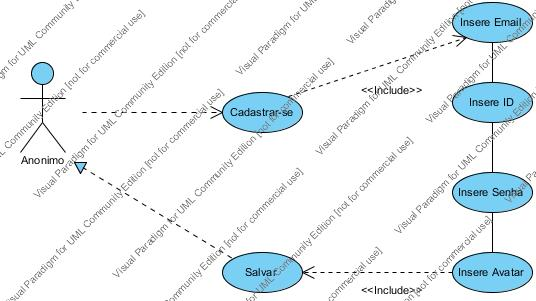 Insere Email
<<Include>>
Insere ID
Cadastrar-se
Anonimo
Insere Senha
Salvar
Insere Avatar
<<Include>>
Visual Paradigm for UML Community Edition [not for commercial use]